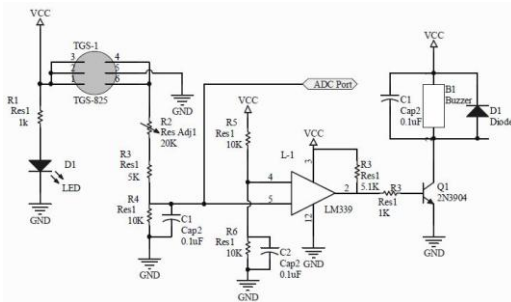 VCC
TGS-1
3
2
1
4
5
6
TGS-825
GND
R1
Res1
1k
D1
LED
GND
R2
Res Adj1
20K
R3
Res1
5K
R4
Res1
10K
C1
Cap2
0.1uF
GND
ADC Port
VCC
R5
Res1
10K
R6
Res1
10K
C2
Cap2
0.1uF
GND
L-1
VCC
3
4
5
2
12
LM339
GND
R3
Res1
5.1K
R3
Res1
1K
VCC
C1
Cap2
0.1uF
B1
Buzzer
D1
Diode
Q1
2N3904
GND